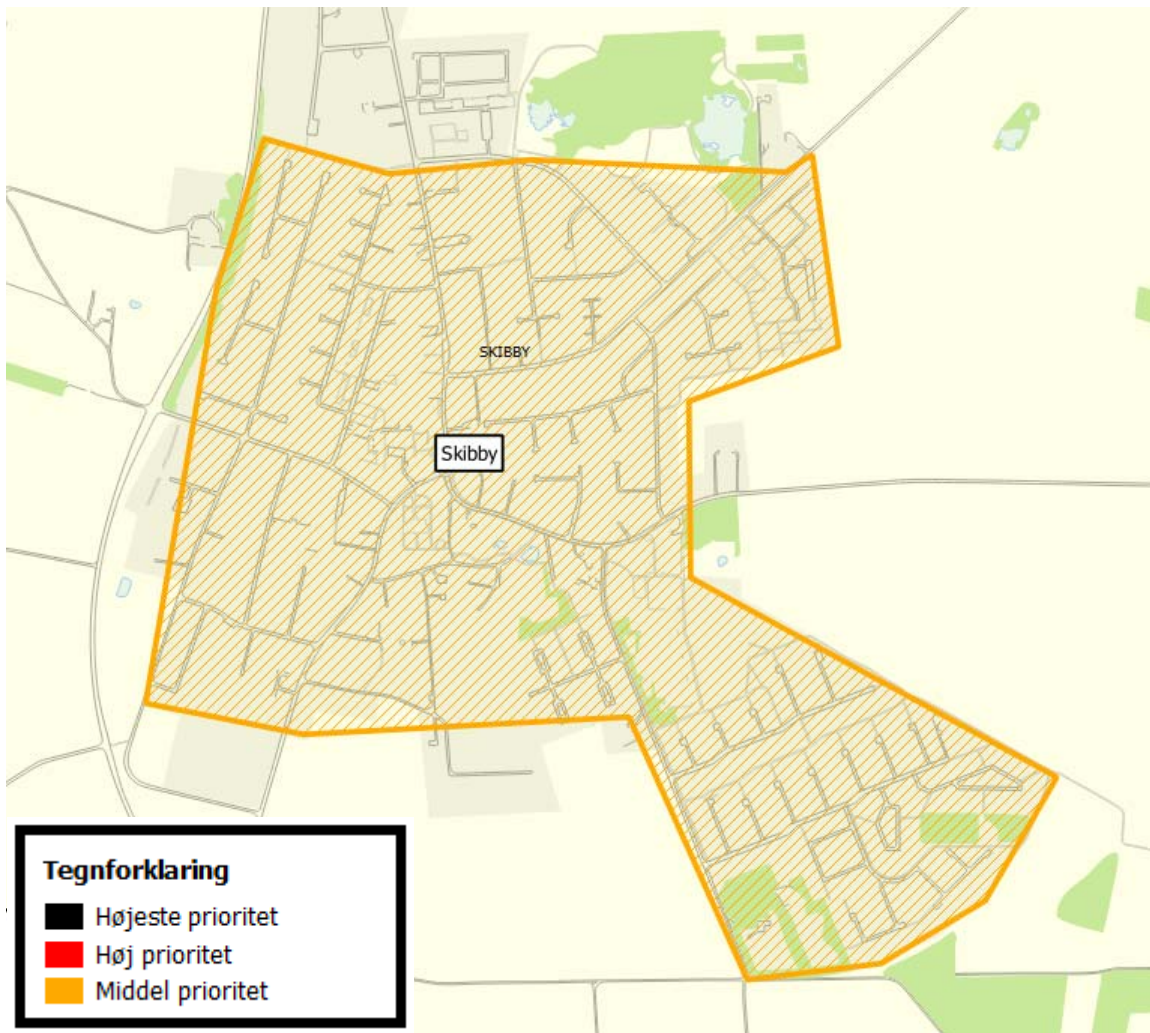 SKIBBY
Skibby
Tegnforklaring
Højeste prioritet
Høj prioritet
Middel prioritet